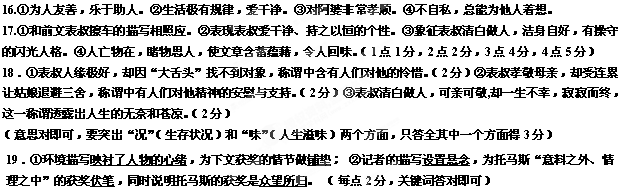 16.①为人友善，乐于助人。②生活极有规律，爱干净。③对阿婆非常孝顺。④不自私，总能为他人着想。
17.①和前文表叔擦车的描写相照应。②表现表叔爱干净、持之以恒的个性。③象征表叔清白做人，洁身自好，有操守
的闪光人格。④人亡物在，睹物思人，使文章含蓄蕴藉，令人回味。（1点1分，2点2分，3点4分，4点5分）
18．①表叔人缘极好，却因“大舌头”找不到对象，称谓中含有人们对他的怜惜。（2分）②表叔孝敬母亲，却受连累
让姑娘退避三舍，称谓中有人们对他精神的安慰与支持。（2分）③表叔清白做人，可亲可敬,却一生不幸，寂寂而终，
这一称谓透露出人生的无奈和苍凉。（2分）
（意思对即可，要突出“况”（生存状况）和“味”（人生滋味）两个方面，只答全其中一个方面得3分）
19．①环境描写映衬了人物的心绪，为下文获奖的情节做铺垫； ②记者的描写设置悬念，为托马斯“意料之外、情
理之中”的获奖伏笔，同时说明托马斯的获奖是众望所归。 （每点2分，关键词答对即可）